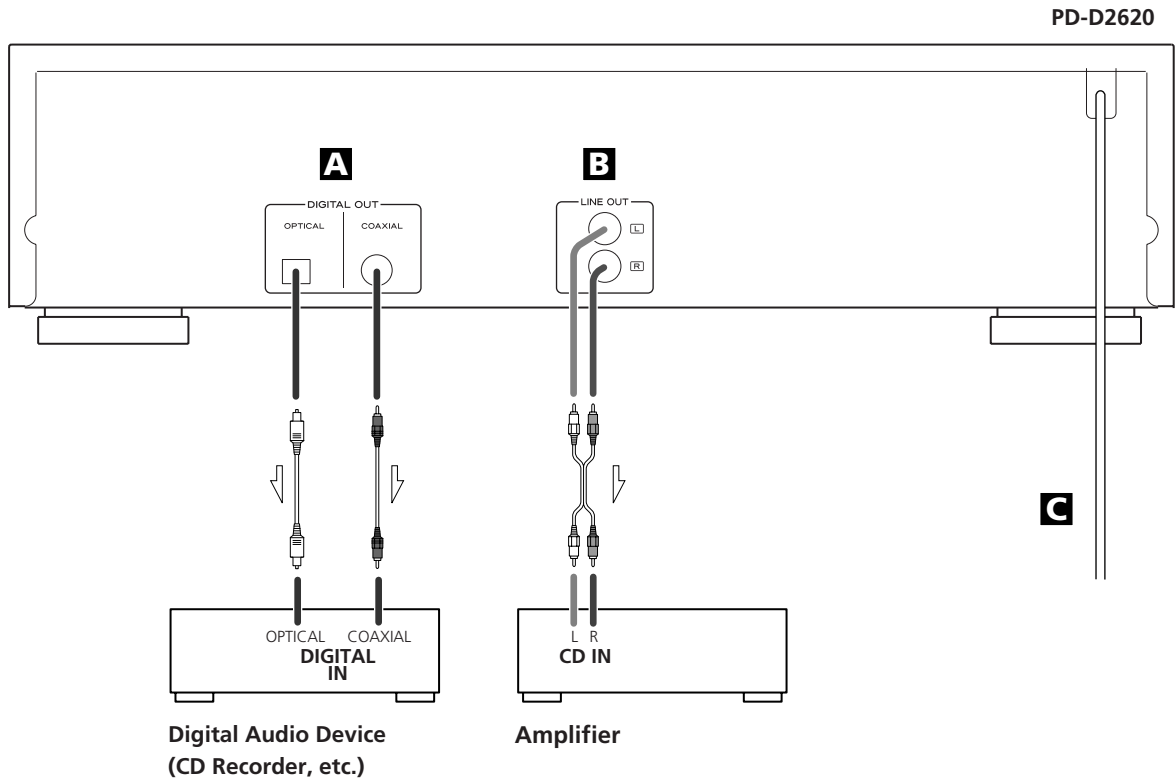 PD-D2620
A
B
DIGITAL OUT
OPTICAL
COAXIAL
LINE OUT
L
R
C
OPTICAL COAXIAL
DIGITAL
IN
L R
CD IN
Digital Audio Device
(CD Recorder, etc.)
Amplifier